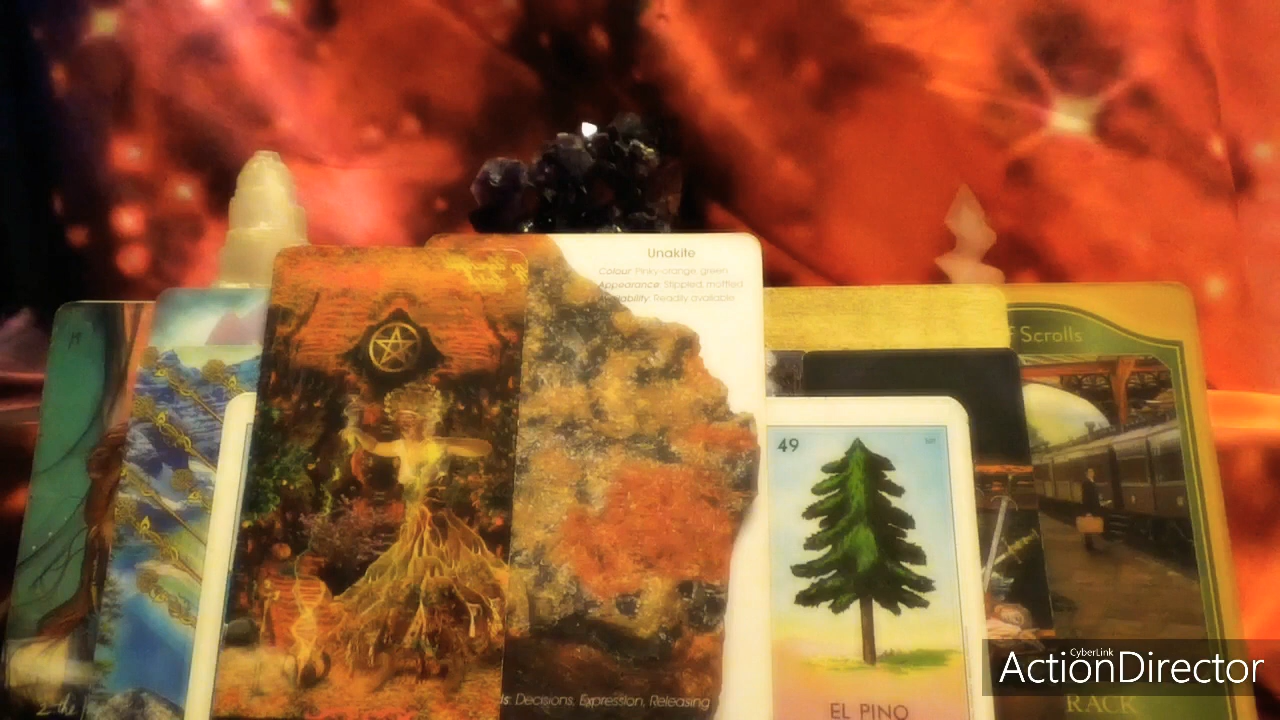 Unakite
Colour: Pinky-orange, green
Appearance: Stippled, mottled
Availability: Readily available
of Scrolls
49
s: Decisions, Expression, Releasing
EL PINO
RACK
CyberLink
ActionDirector